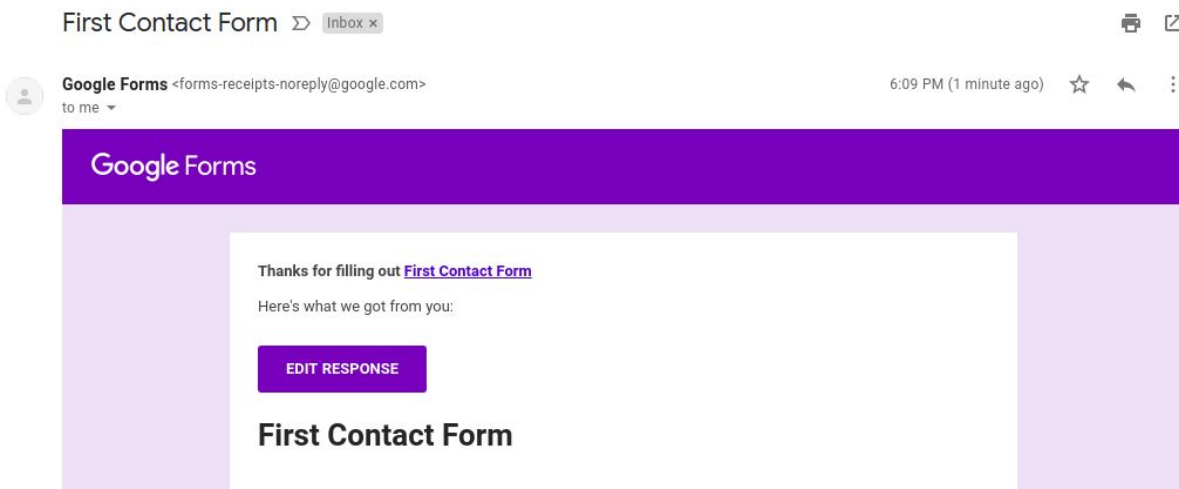 First Contact Form Inbox x
Google Forms <forms-receipts-noreply@google.com> 6:09 PM (1 minute ago)
to me
Google Forms
Thanks for filling out First Contact Form
Here's what we got from you:
EDIT RESPONSE
First Contact Form